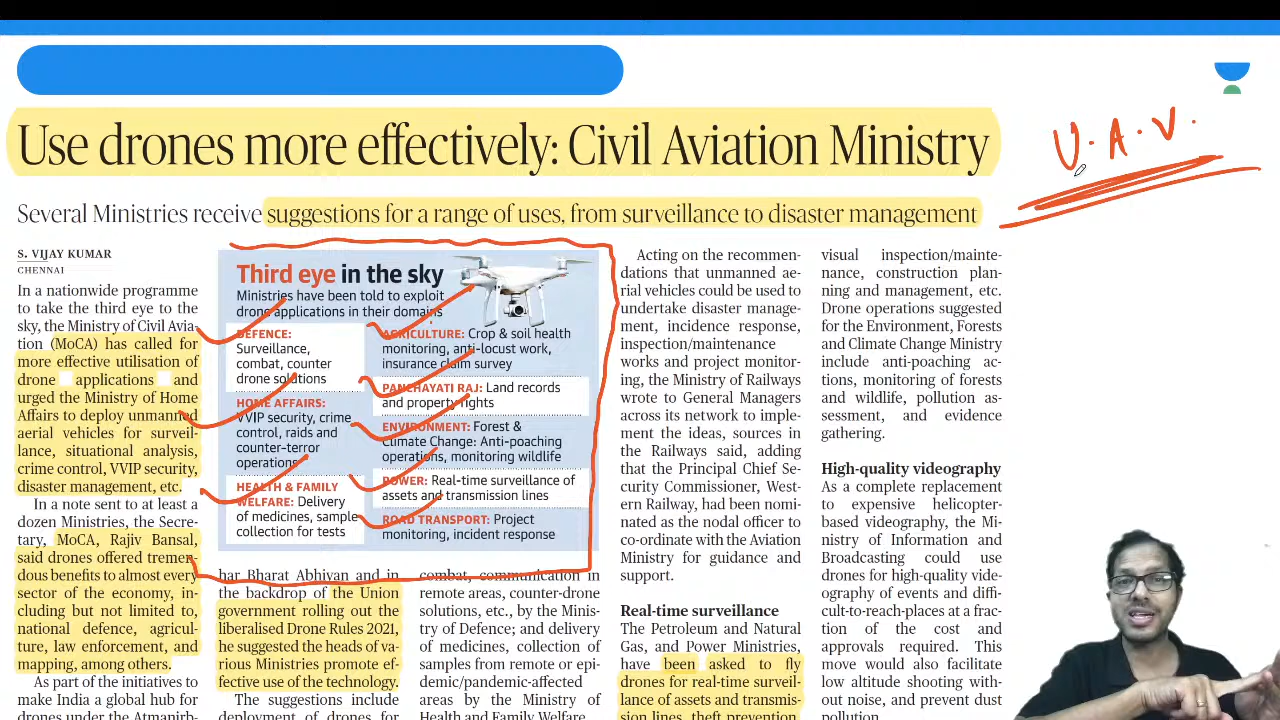 Use drones more effectively: Civil Aviation Ministry
U.A.V.
Several Ministries receive suggestions for a range of uses, from surveillance to disaster management
S. VIJAY KUMAR
CHENNAI
In a nationwide programme
to take the third eye to the
sky, the Ministry of Civil Avia-
tion (MoCA) has called for
more effective utilisation of
drone applications and
urged the Ministry of Home
Affairs to deploy unmanned
aerial vehicles for surveil-
lance, situational analysis,
crime control, VVIP security,
disaster management, etc.
In a note sent to at least a
dozen Ministries, the Secre-
tary, MoCA, Rajiv Bansal,
said drones offered tremen-
dous benefits to almost every
sector of the economy, in-
cluding but not limited to,
national defence, agricul-
ture, law enforcement, and
mapping, among others.
As part of the initiatives to
make India a global hub for
drones under the Atmanirb-
Third eye in the sky
Ministries have been told to exploit
drone applications in their domains
DEFENCE:
Surveillance,
combat, counter
drone solutions
HOME AFFAIRS:
VVIP security, crime
control, raids and
counter-terror
operations
HEALTH & FAMILY
WELFARE: Delivery
of medicines, sample
collection for tests
AGRICULTURE: Crop & soil health
monitoring, anti-locust work,
insurance claim survey
PANCHAYATI RAJ: Land records
and property rights
ENVIRONMENT: Forest &
Climate Change: Anti-poaching
operations, monitoring wildlife
POWER: Real-time surveillance of
assets and transmission lines
ROAD TRANSPORT: Project
monitoring, incident response
har Bharat Abhiyan and in
the backdrop of the Union
government rolling out the
liberalised Drone Rules 2021,
he suggested the heads of va-
rious Ministries promote ef-
fective use of the technology.
The suggestions include
deployment of drones for
combat, communication in
remote areas, counter-drone
solutions, etc., by the Minis-
try of Defence; and delivery
of medicines, collection of
samples from remote or epi-
demic/pandemic-affected
areas by the Ministry of
Health and Family Welfare.
Acting on the recommen-
dations that unmanned ae-
rial vehicles could be used to
undertake disaster manage-
ment, incidence response,
inspection/maintenance
works and project monitor-
ing, the Ministry of Railways
wrote to General Managers
across its network to imple-
ment the ideas, sources in
the Railways said, adding
that the Principal Chief Se-
curity Commissioner, West-
ern Railway, had been nomi-
nated as the nodal officer to
co-ordinate with the Aviation
Ministry for guidance and
support.
Real-time surveillance
The Petroleum and Natural
Gas, and Power Ministries,
have been asked to fly
drones for real-time surveil-
lance of assets and transmis-
sion lines, theft prevention,
visual inspection/mainte-
nance, construction plan-
ning and management, etc.
Drone operations suggested
for the Environment, Forests
and Climate Change Ministry
include anti-poaching ac-
tions, monitoring of forests
and wildlife, pollution as-
sessment, and evidence
gathering.
High-quality videography
As a complete replacement
to expensive helicopter-
based videography, the Mi-
nistry of Information and
Broadcasting could use
drones for high-quality vide-
ography of events and diffi-
cult-to-reach-places at a frac-
tion of the cost and
approvals required. This
move would also facilitate
low altitude shooting with-
out noise, and prevent dust
pollution.